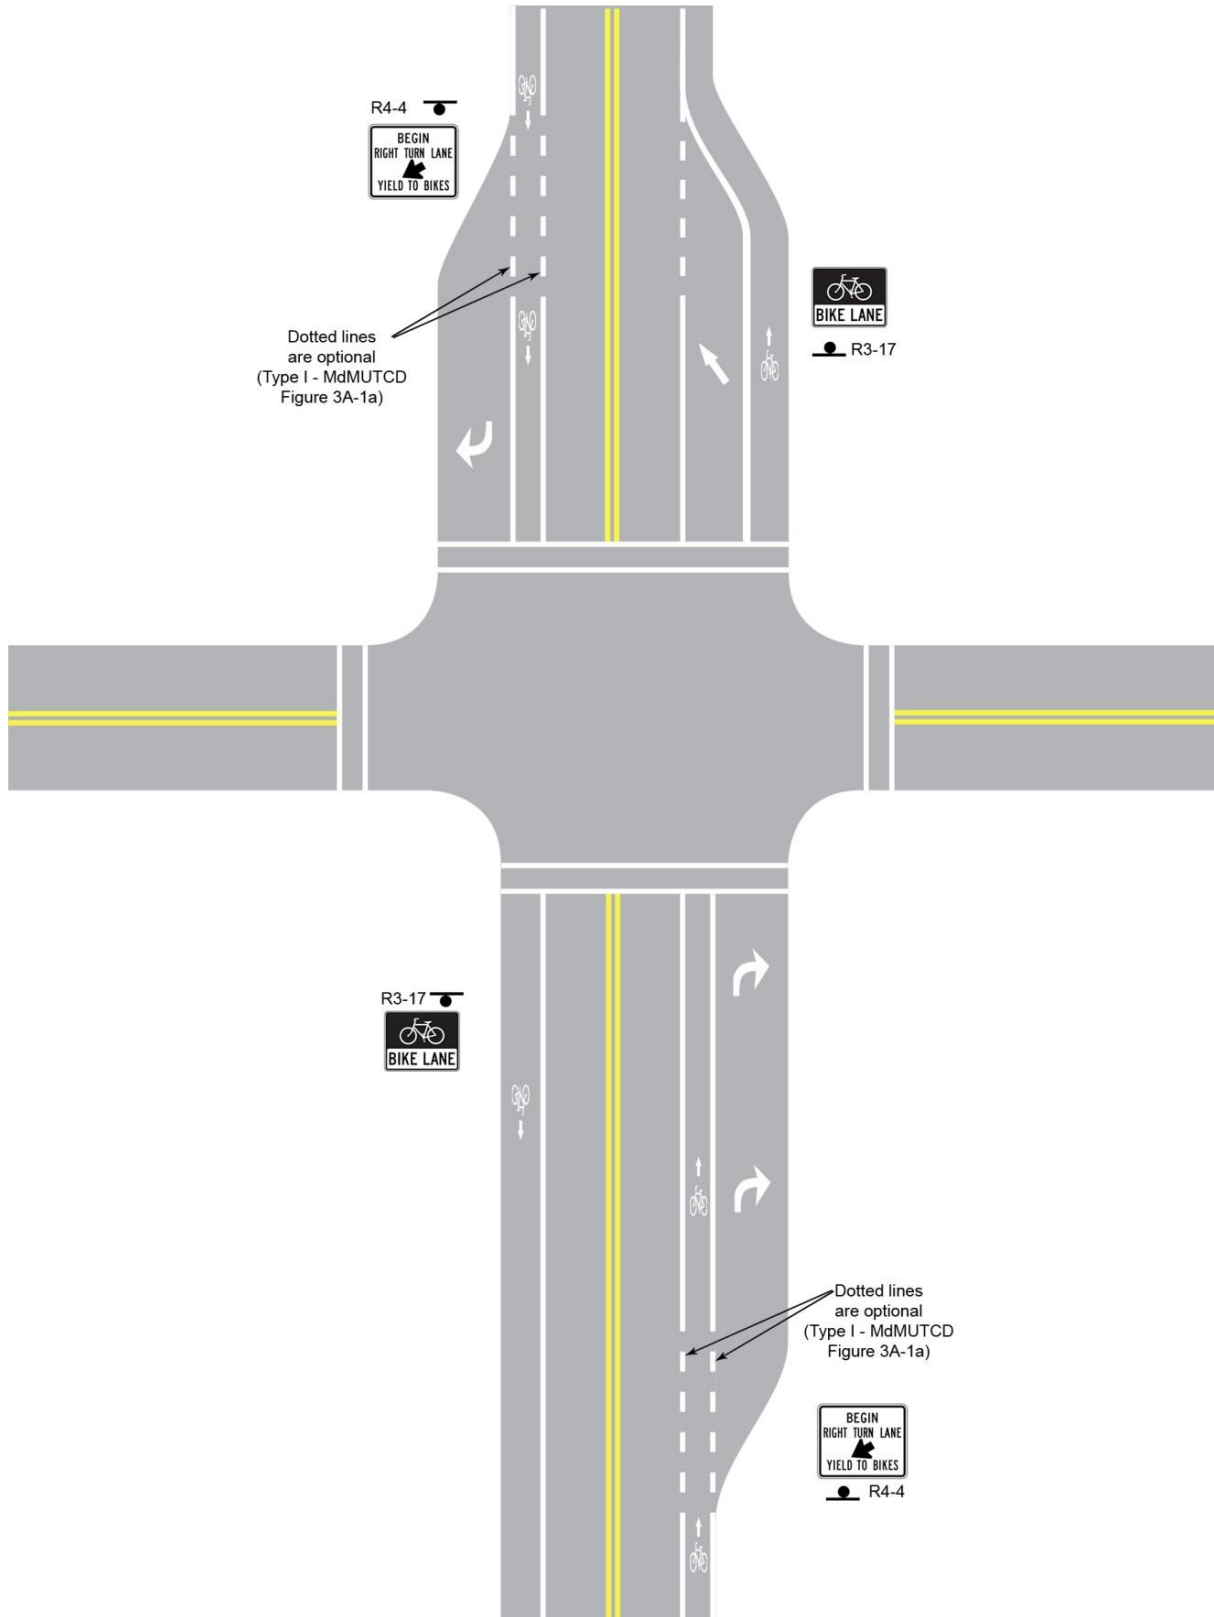 R4-4
BEGIN
RIGHT TURN LANE
YIELD TO BIKES
BIKE LANE
R3-17
Dotted lines
are optional
(Type I - MdMUTCD
Figure 3A-1a)
R3-17
BIKE LANE
Dotted lines
are optional
(Type I - MdMUTCD
Figure 3A-1a)
BEGIN
RIGHT TURN LANE
YIELD TO BIKES
R4-4